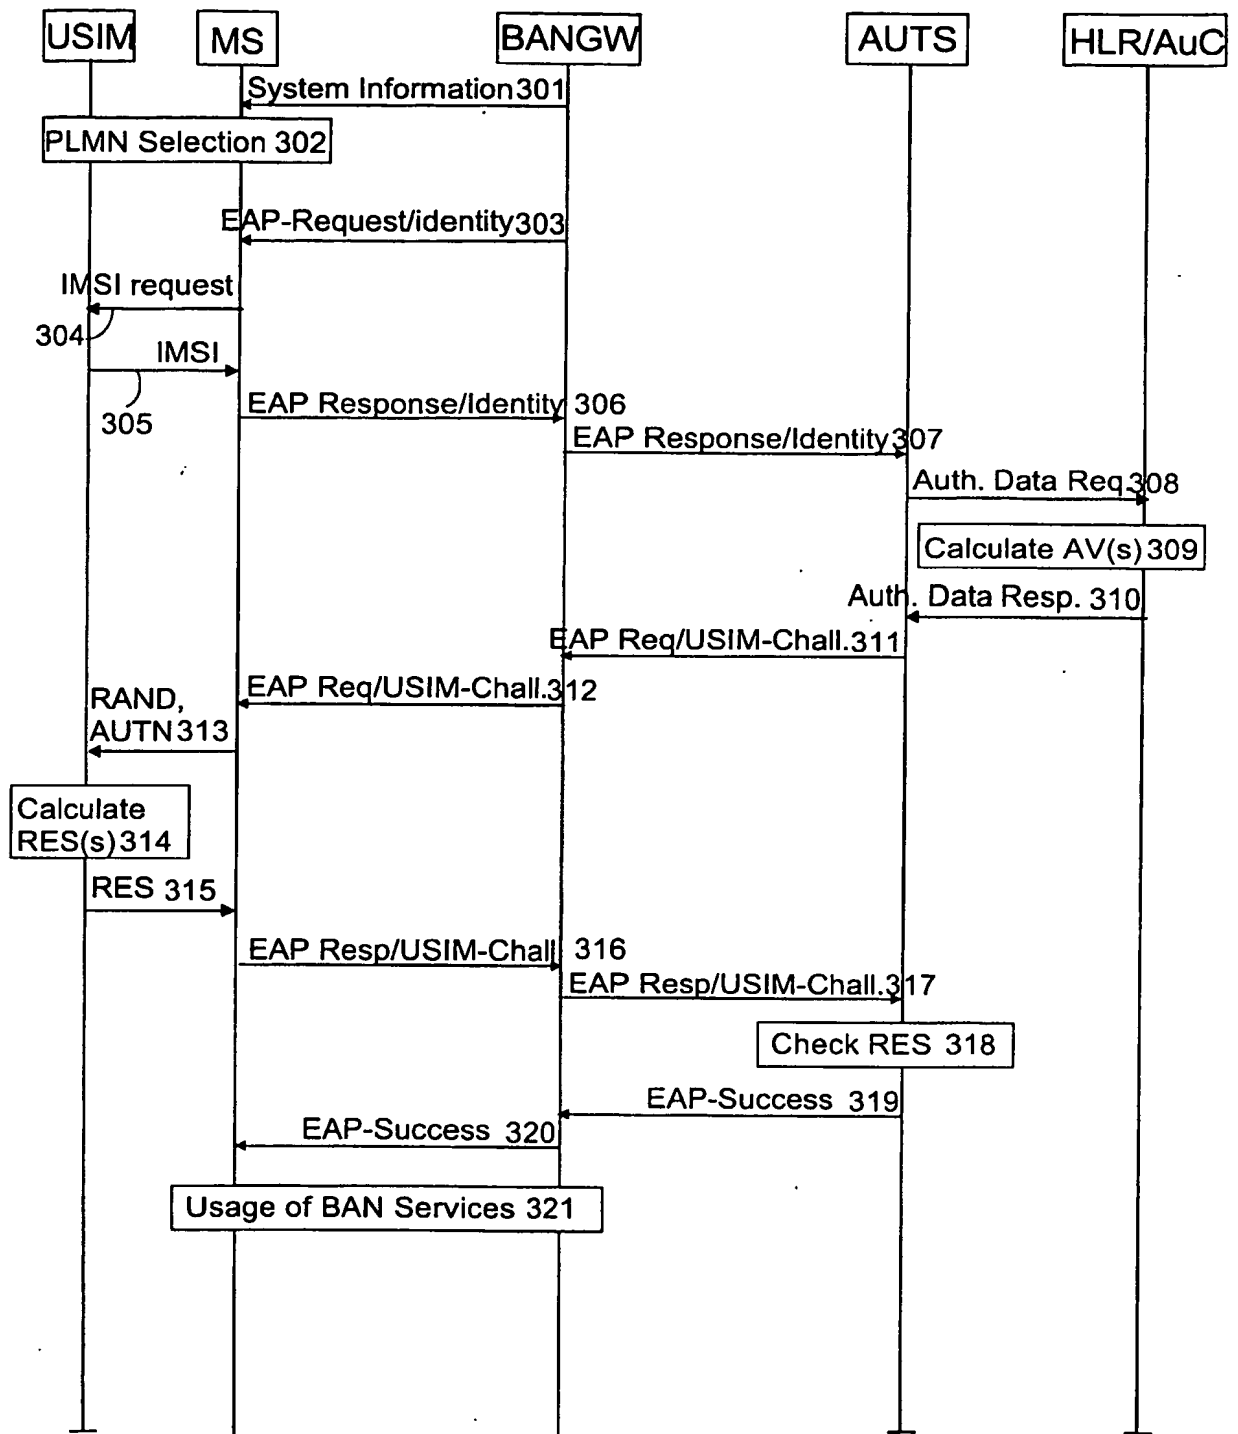 USIM MS BANGW AUTS HLR/AuC
System Information 301
PLMN Selection 302
EAP-Request/identity 303
IMSI request
304
IMSI
305
EAP Response/Identity 306
EAP Response/Identity 307
Auth. Data Req. 308
Calculate AV(s) 309
Auth. Data Resp. 310
EAP Req/USIM-Chall. 311
EAP Req/USIM-Chall. 312
RAND,
AUTN 313
Calculate
RES(s) 314
RES 315
EAP Resp/USIM-Chall 316
EAP Resp/USIM-Chall. 317
Check RES 318
EAP-Success 319
EAP-Success 320
Usage of BAN Services 321